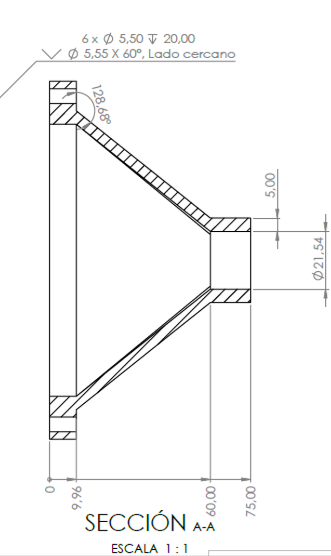 6 x Ø 5,50 ↧ 20,00
⌵ Ø 5,55 X 60°, Lado cercano
128,68°
5,00
Ø21,54
0
9,96
60,00
75,00
SECCIÓN A-A
ESCALA 1 : 1